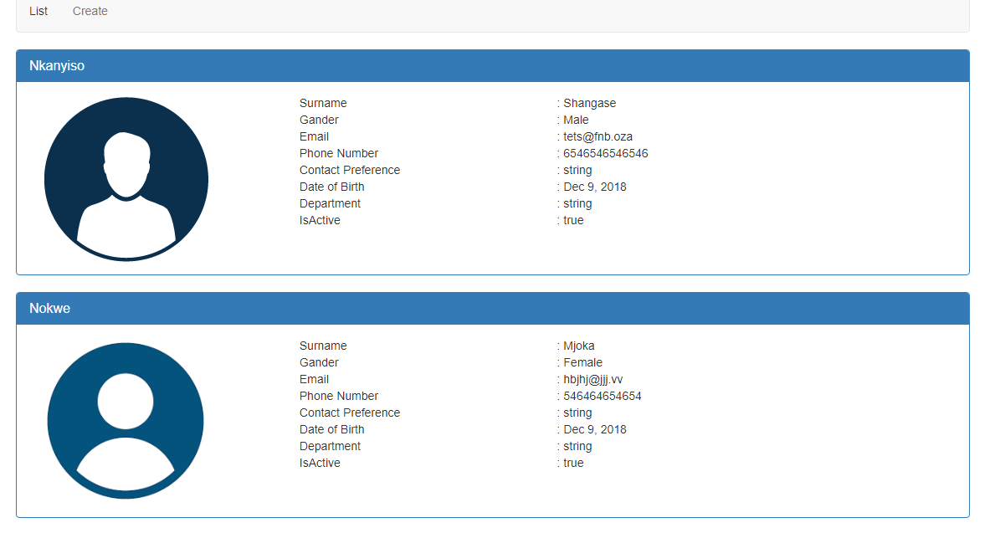 List Create
Nkanyiso
Surname : Shangase
Gander : Male
Email : tets@fnb.oza
Phone Number : 6546546546546
Contact Preference : string
Date of Birth : Dec 9, 2018
Department : string
IsActive : true
Nokwe
Surname : Mjoka
Gander : Female
Email : hbjhj@jjj.vv
Phone Number : 546464654654
Contact Preference : string
Date of Birth : Dec 9, 2018
Department : string
IsActive : true